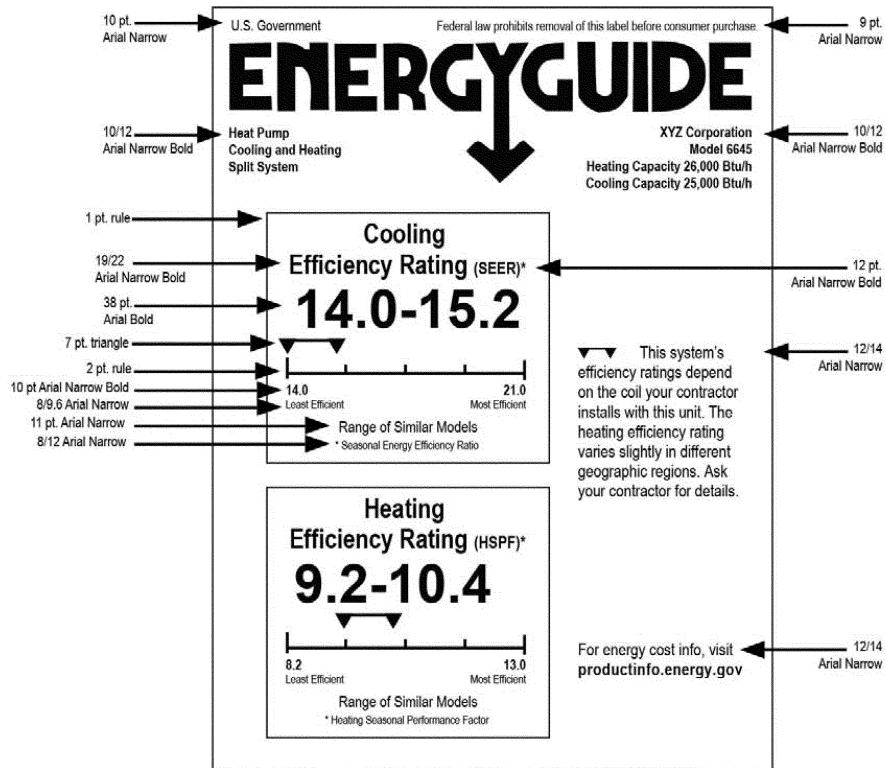 10 pt.
Arial Narrow
U.S. Government
Federal law prohibits removal of this label before consumer purchase.
9 pt.
Arial Narrow
ENERGYGUIDE
10/12
Arial Narrow Bold
Heat Pump
Cooling and Heating
Split System
XYZ Corporation
Model 6645
Heating Capacity 26,000 Btu/h
Cooling Capacity 25,000 Btu/h
10/12
Arial Narrow Bold
1 pt. rule
Cooling
19/22
Arial Narrow Bold
Efficiency Rating (SEER)*
12 pt.
Arial Narrow Bold
38 pt.
Arial Bold
14.0-15.2
7 pt. triangle
2 pt. rule
10 pt Arial Narrow Bold
14.0 21.0
8/9.6 Arial Narrow
Least Efficient Most Efficient
11 pt. Arial Narrow
Range of Similar Models
8/12 Arial Narrow
* Seasonal Energy Efficiency Ratio
This system's
efficiency ratings depend
on the coil your contractor
installs with this unit. The
heating efficiency rating
varies slightly in different
geographic regions. Ask
your contractor for details.
12/14
Arial Narrow
Heating
Efficiency Rating (HSPF)*
9.2-10.4
8.2 13.0
Least Efficient Most Efficient
Range of Similar Models
* Heating Seasonal Performance Factor
For energy cost info, visit
productinfo.energy.gov
12/14
Arial Narrow